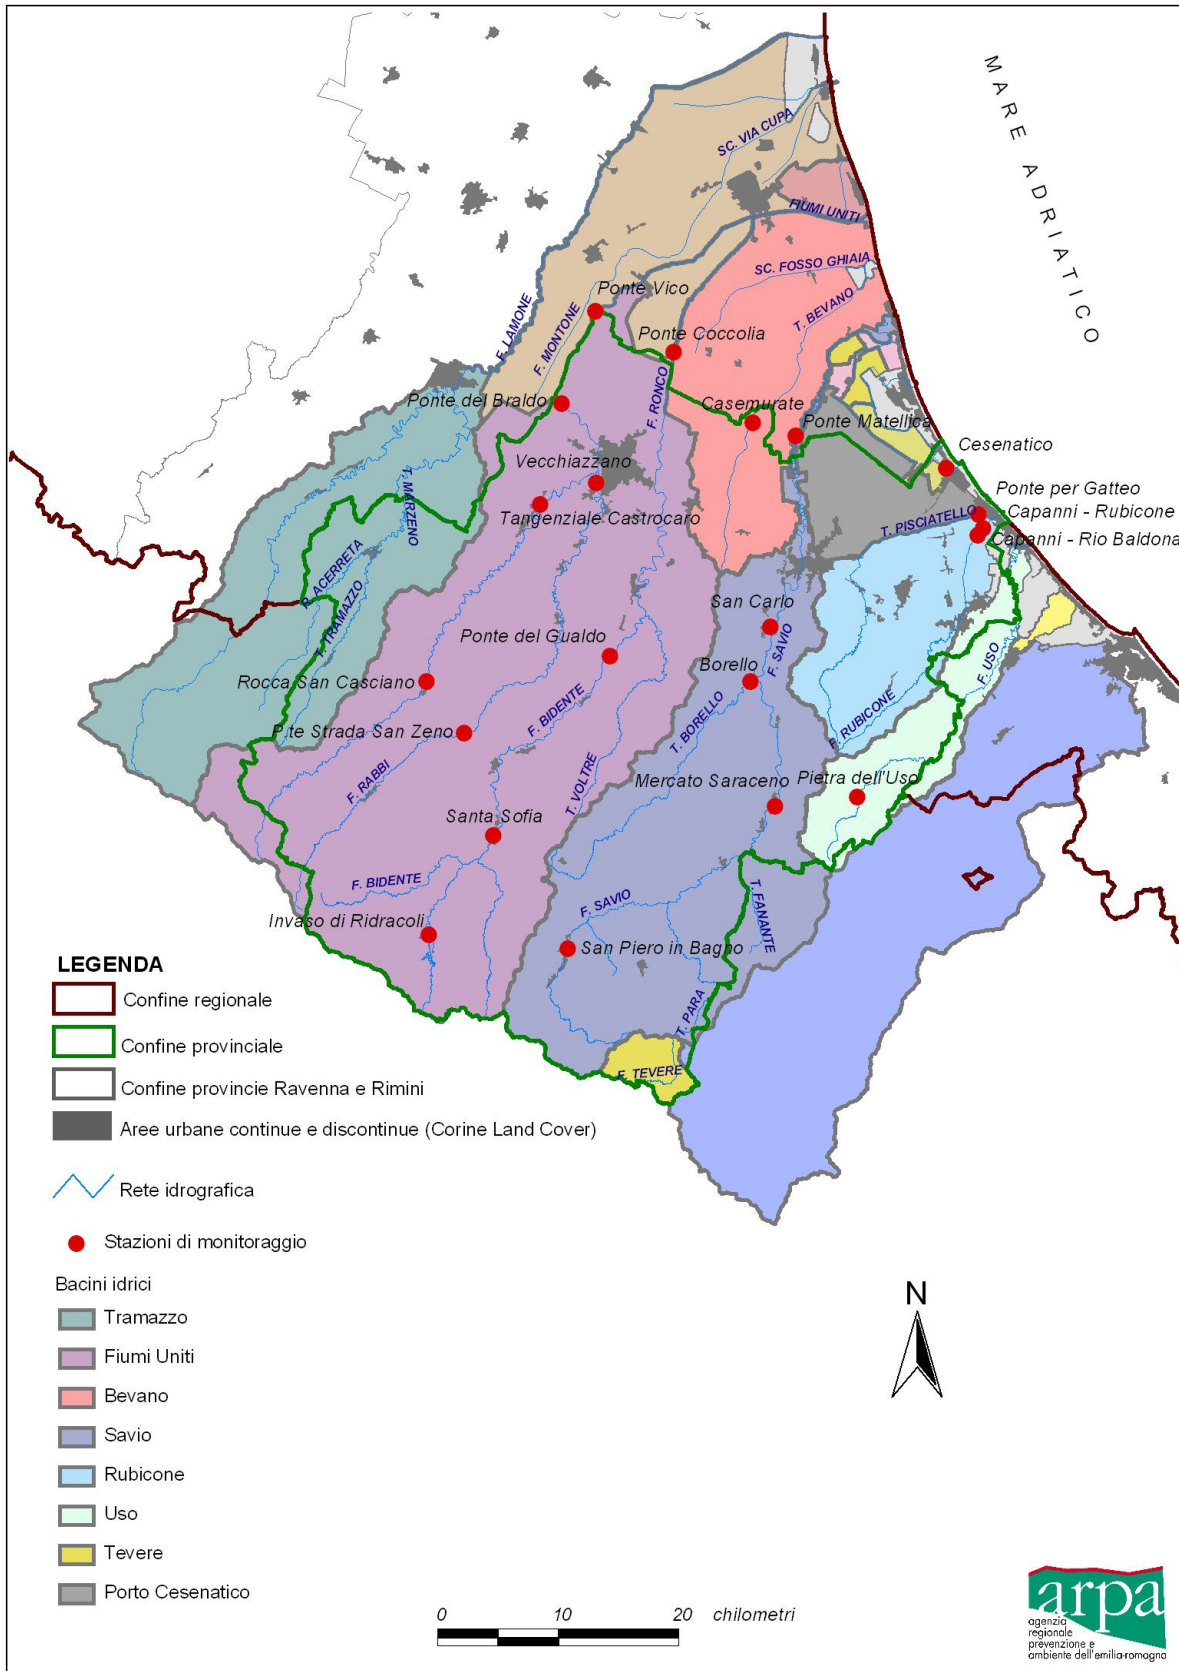 MARE ADRIATICO
SC. VIA CUPA
FIUMI UNITI
SC. FOSSO GHIAIA
T. BEVANO
F. LAMONE
F. MONTONE
Ponte Vico
Ponte Coccolia
F. RONCO
Ponte del Braldo
Casemurate
Ponte Matellica
Cesenatico
Vecchiazzano
T. MARZENO
Tangenziale Castrocaro
Ponte per Gatteo
Capanni - Rubicone
T. PISCIATELLO
Capanni - Rio Baldona
R. ACERRETA
T. TRAMAZZO
San Carlo
Ponte del Gualdo
F. SAVIO
Borello
F. USO
Rocca San Casciano
F. BIDENTE
T. BORELLO
F. RUBICONE
P.te Strada San Zeno
F. RABBI
T. VOLTRE
Mercato Saraceno
Pietra dell'Uso
Santa Sofia
F. BIDENTE
F. SAVIO
T. FANANTE
Invaso di Ridracoli
San Piero in Bagno
T. PARA
F. TEVERE
LEGENDA
Confine regionale
Confine provinciale
Confine provincie Ravenna e Rimini
Aree urbane continue e discontinue (Corine Land Cover)
Rete idrografica
Stazioni di monitoraggio
Bacini idrici
Tramazzo
Fiumi Uniti
Bevano
Savio
Rubicone
Uso
Tevere
Porto Cesenatico
N
0 10 20 chilometri
arpa
agenzia
regionale
prevenzione e
ambiente dell'emilia-romagna